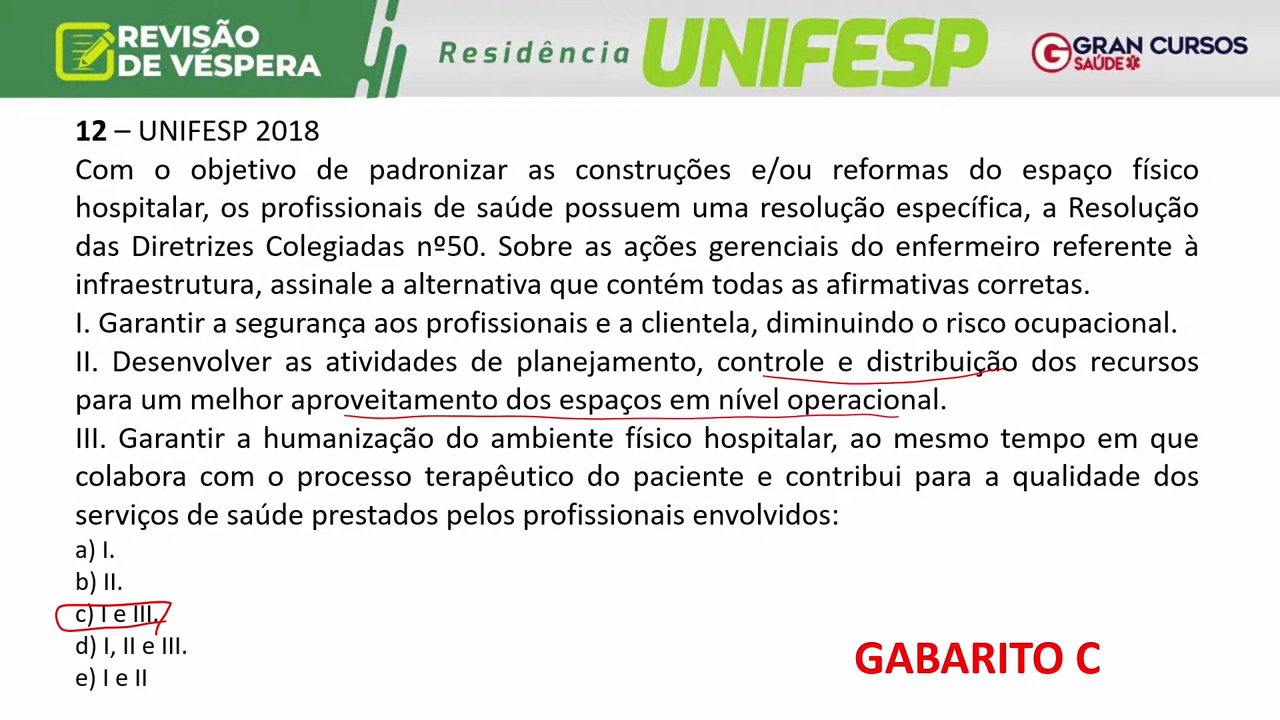 REVISÃO
DE VÉSPERA
Residência UNIFESP
GRAN CURSOS
SAÚDE
12 – UNIFESP 2018
Com o objetivo de padronizar as construções e/ou reformas do espaço físico
hospitalar, os profissionais de saúde possuem uma resolução específica, a Resolução
das Diretrizes Colegiadas nº50. Sobre as ações gerenciais do enfermeiro referente à
infraestrutura, assinale a alternativa que contém todas as afirmativas corretas.
I. Garantir a segurança aos profissionais e a clientela, diminuindo o risco ocupacional.
II. Desenvolver as atividades de planejamento, controle e distribuição dos recursos
para um melhor aproveitamento dos espaços em nível operacional.
III. Garantir a humanização do ambiente físico hospitalar, ao mesmo tempo em que
colabora com o processo terapêutico do paciente e contribui para a qualidade dos
serviços de saúde prestados pelos profissionais envolvidos:
a) I.
b) II.
c) I e III.
d) I, II e III.
e) I e II
GABARITO C